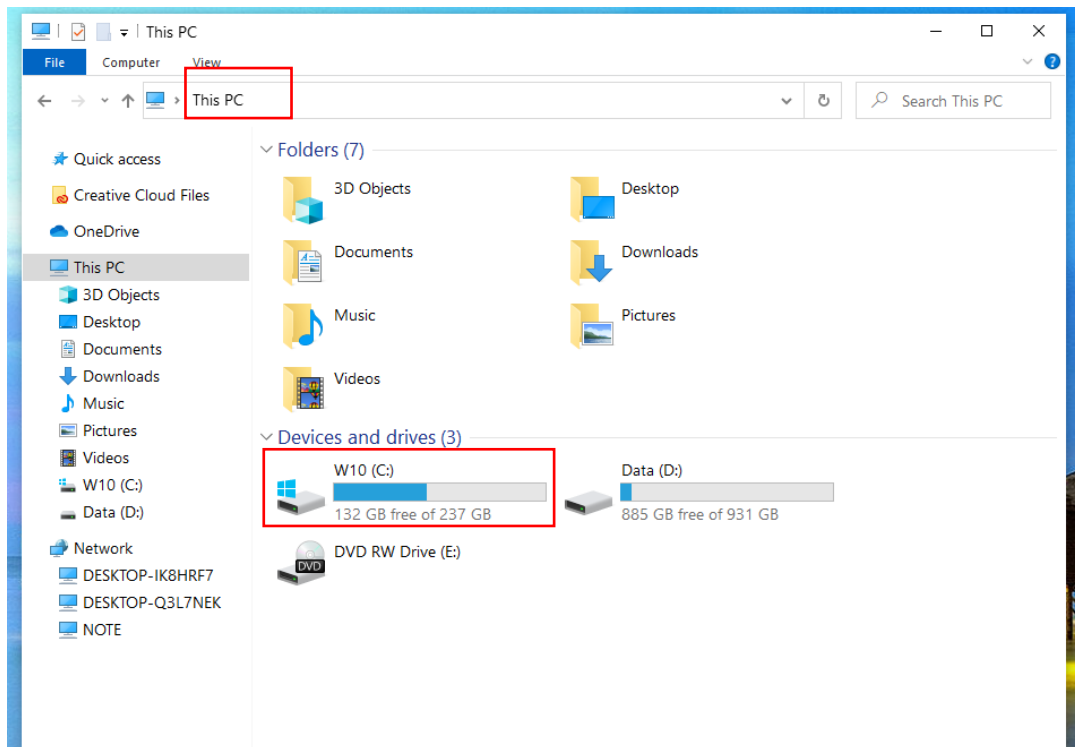 This PC
File Computer View
This PC
Search This PC
Quick access
Creative Cloud Files
OneDrive
This PC
3D Objects
Desktop
Documents
Downloads
Music
Pictures
Videos
W10 (C:)
Data (D:)
Network
DESKTOP-IK8HRF7
DESKTOP-Q3L7NEK
NOTE
Folders (7)
3D Objects
Desktop
Documents
Downloads
Music
Pictures
Videos
Devices and drives (3)
W10 (C:)
132 GB free of 237 GB
Data (D:)
885 GB free of 931 GB
DVD RW Drive (E:)
DVD